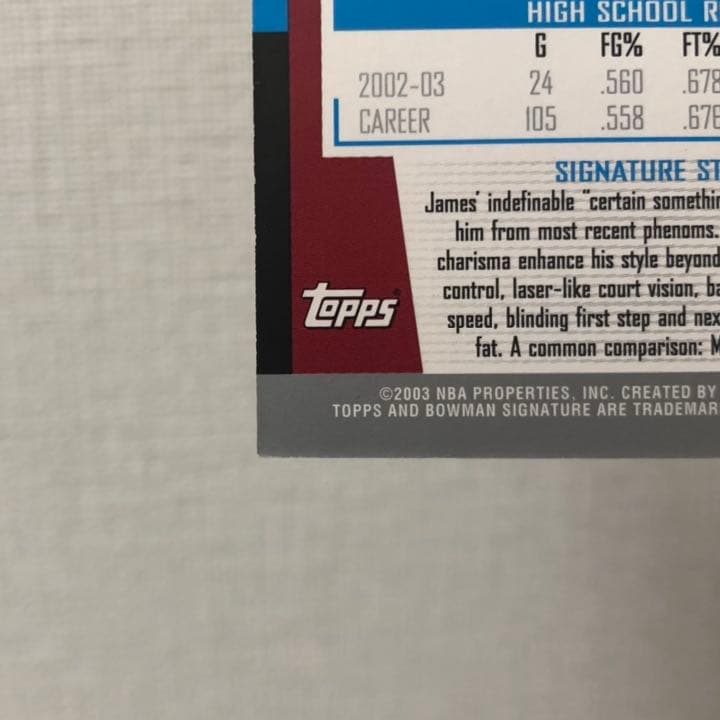 HIGH SCHOOL R
G FG% FT%
2002-03 24 .560 .678
CAREER 105 .558 .676
SIGNATURE ST
James' indefinable "certain somethin
him from most recent phenoms.
charisma enhance his style beyond
control, laser-like court vision, ba
speed, blinding first step and nex
fat. A common comparison: M
Topps®
©2003 NBA PROPERTIES, INC. CREATED BY
TOPPS AND BOWMAN SIGNATURE ARE TRADEMAR